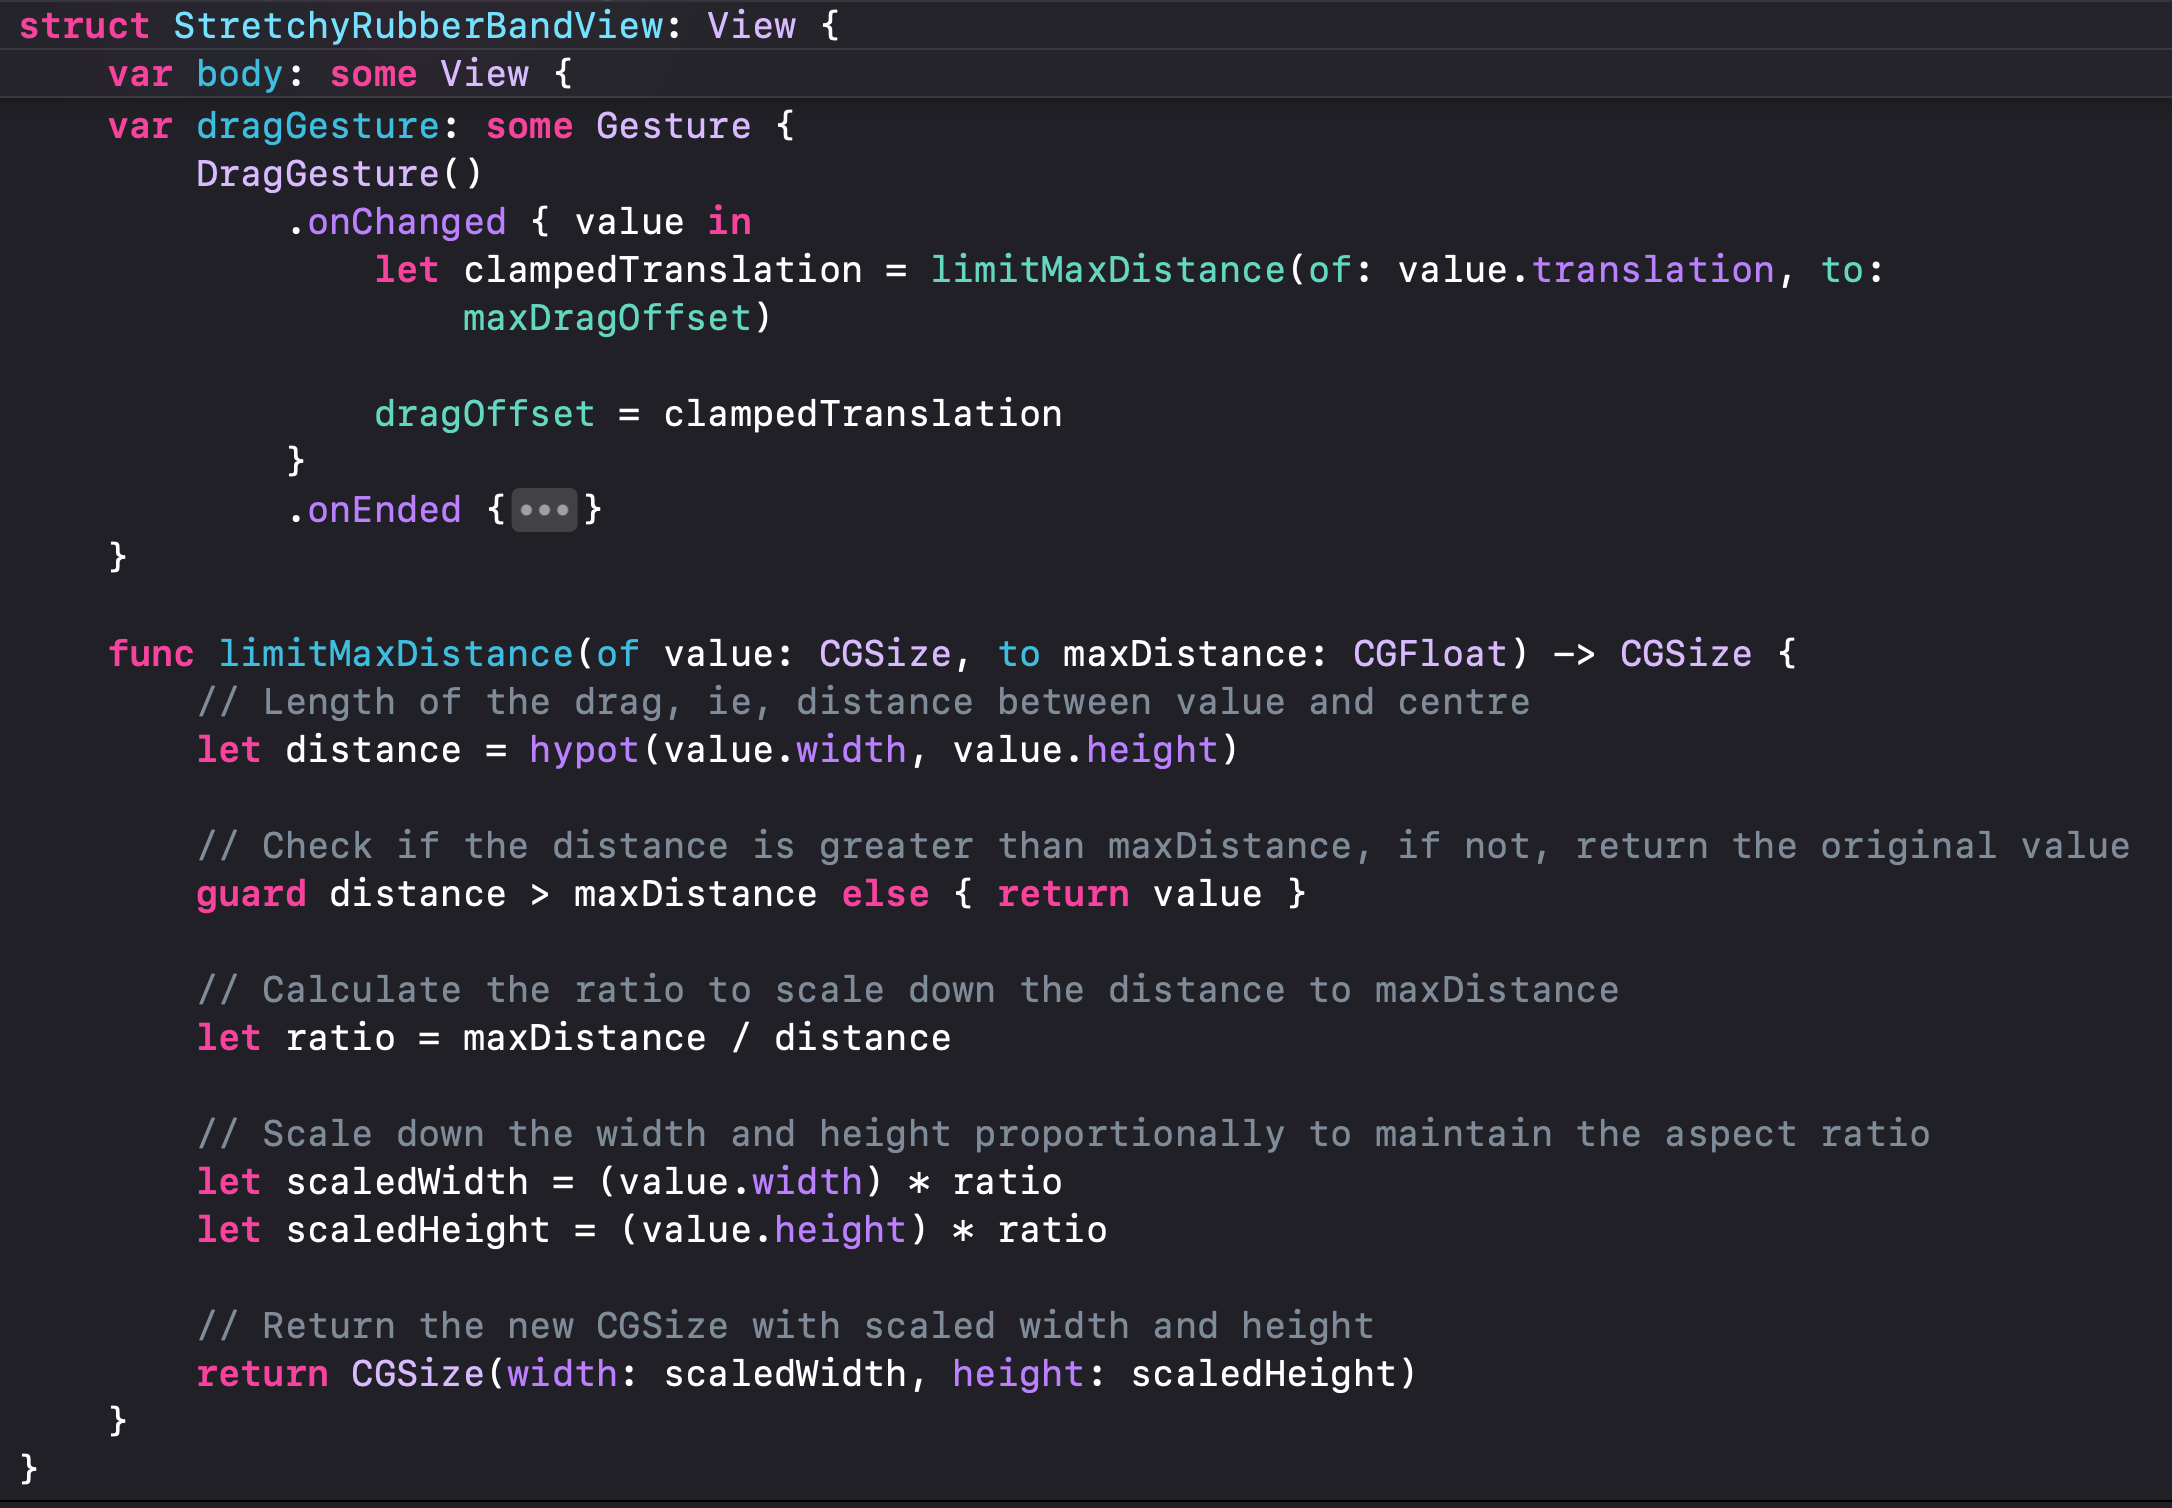 struct StretchyRubberBandView: View {
    var body: some View {
    var dragGesture: some Gesture {
        DragGesture()
            .onChanged { value in
                let clampedTranslation = limitMaxDistance(of: value.translation, to:
                    maxDragOffset)

                dragOffset = clampedTranslation
            }
            .onEnded {•••}
    }

    func limitMaxDistance(of value: CGSize, to maxDistance: CGFloat) -> CGSize {
        // Length of the drag, ie, distance between value and centre
        let distance = hypot(value.width, value.height)

        // Check if the distance is greater than maxDistance, if not, return the original value
        guard distance > maxDistance else { return value }

        // Calculate the ratio to scale down the distance to maxDistance
        let ratio = maxDistance / distance

        // Scale down the width and height proportionally to maintain the aspect ratio
        let scaledWidth = (value.width) * ratio
        let scaledHeight = (value.height) * ratio

        // Return the new CGSize with scaled width and height
        return CGSize(width: scaledWidth, height: scaledHeight)
    }
}